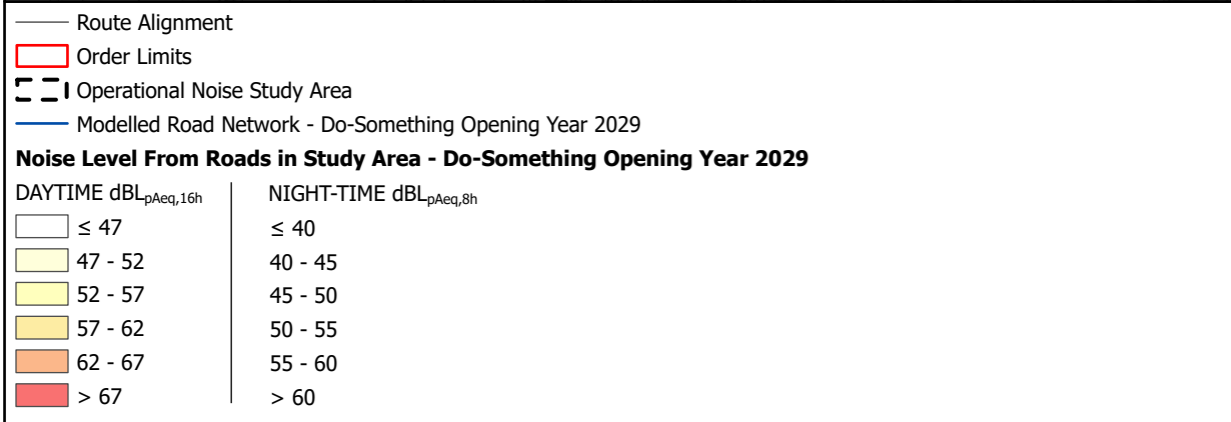 Route Alignment
Order Limits
Operational Noise Study Area
Modelled Road Network - Do-Something Opening Year 2029
Noise Level From Roads in Study Area - Do-Something Opening Year 2029
DAYTIME dBLpAeq,16h NIGHT-TIME dBLpAeq,8h
≤ 47 ≤ 40
47 - 52 40 - 45
52 - 57 45 - 50
57 - 62 50 - 55
62 - 67 55 - 60
> 67 > 60